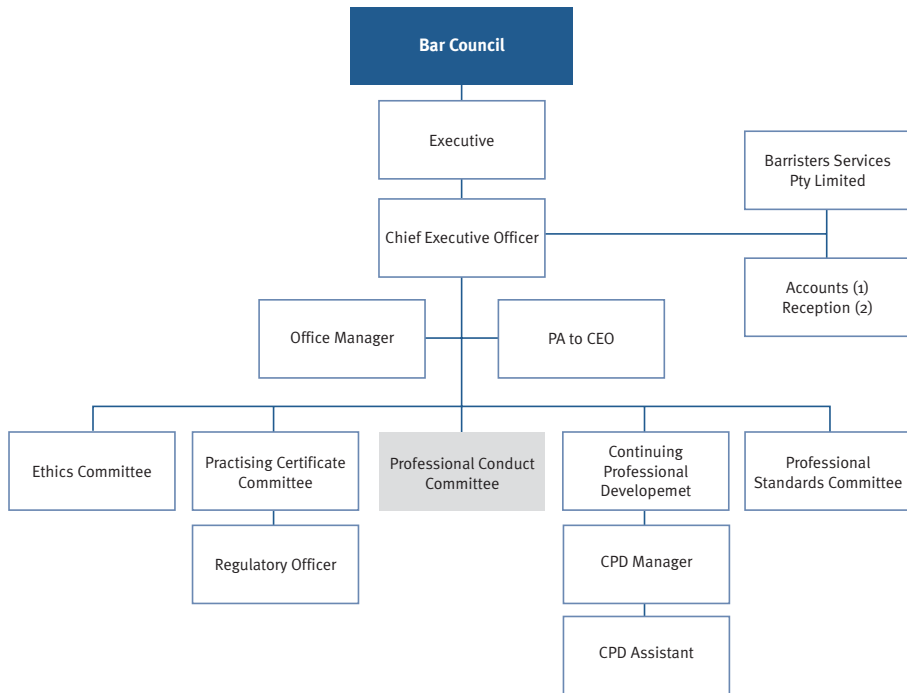 Bar Council
Executive
Barristers Services
Pty Limited
Chief Executive Officer
Accounts (1)
Reception (2)
Office Manager
PA to CEO
Ethics Committee
Practising Certificate
Committee
Professional Conduct
Committee
Continuing
Professional
Developemet
Professional
Standards Committee
Regulatory Officer
CPD Manager
CPD Assistant